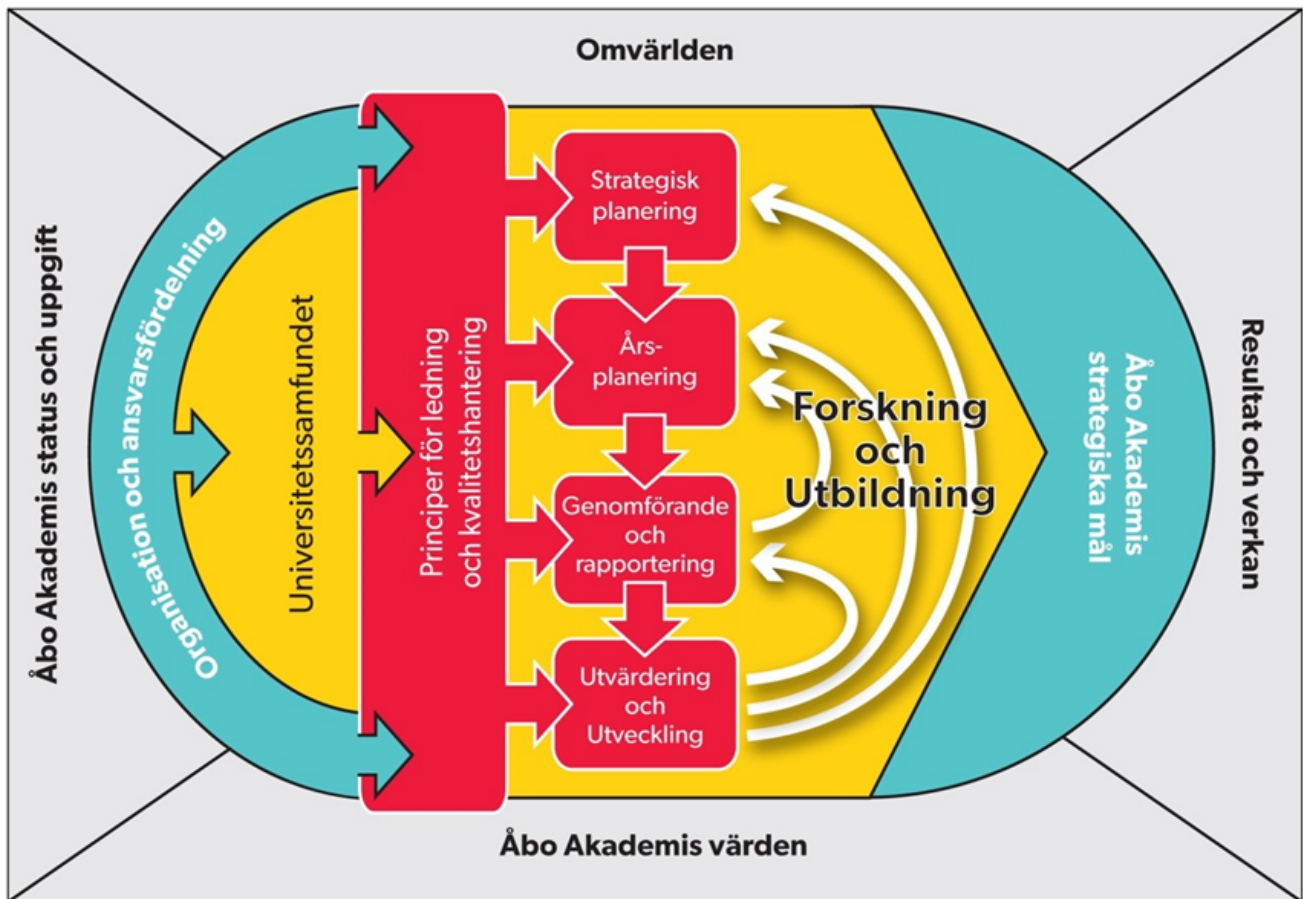 Omvärlden
Åbo Akademis status och uppgift
Organisation och ansvarsfördelning
Universitetssamfundet
Principer för ledning
och kvalitetshantering
Strategisk
planering
Års-
planering
Genomförande
och
rapportering
Utvärdering
och
Utveckling
Forskning
och
Utbildning
Åbo Akademis
strategiska mål
Resultat och verkan
Åbo Akademis värden